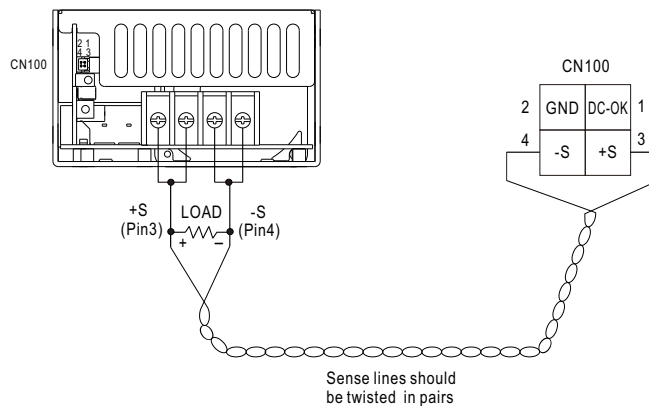 2 1
4 3
CN100
CN100
2 GND DC-OK 1
4 -S +S 3
+S
(Pin3)
LOAD
-S
(Pin4)
+ –
Sense lines should
be twisted in pairs